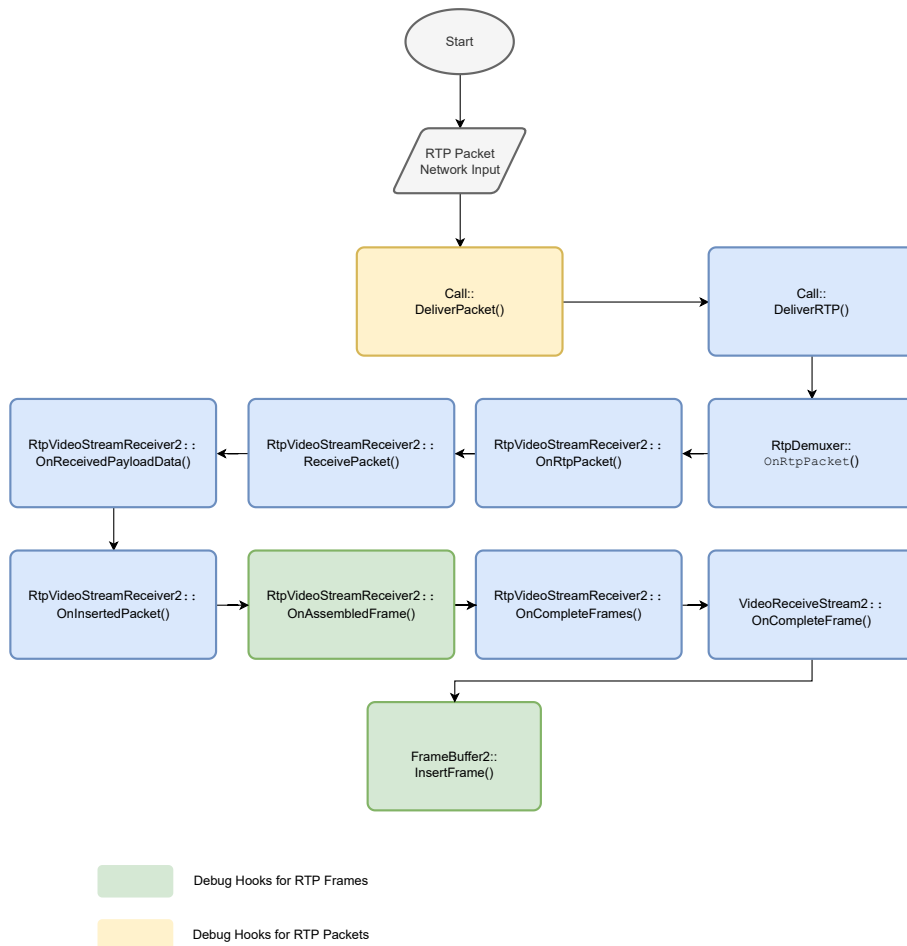 Start
RTP Packet
Network Input
Call::
DeliverPacket()
Call::
DeliverRTP()
RtpDemuxer::
OnRtpPacket()
RtpVideoStreamReceiver2::
OnRtpPacket()
RtpVideoStreamReceiver2::
ReceivePacket()
RtpVideoStreamReceiver2::
OnReceivedPayloadData()
RtpVideoStreamReceiver2::
OnInsertedPacket()
RtpVideoStreamReceiver2::
OnAssembledFrame()
RtpVideoStreamReceiver2::
OnCompleteFrames()
VideoReceiveStream2::
OnCompleteFrame()
FrameBuffer2::
InsertFrame()
Debug Hooks for RTP Frames
Debug Hooks for RTP Packets